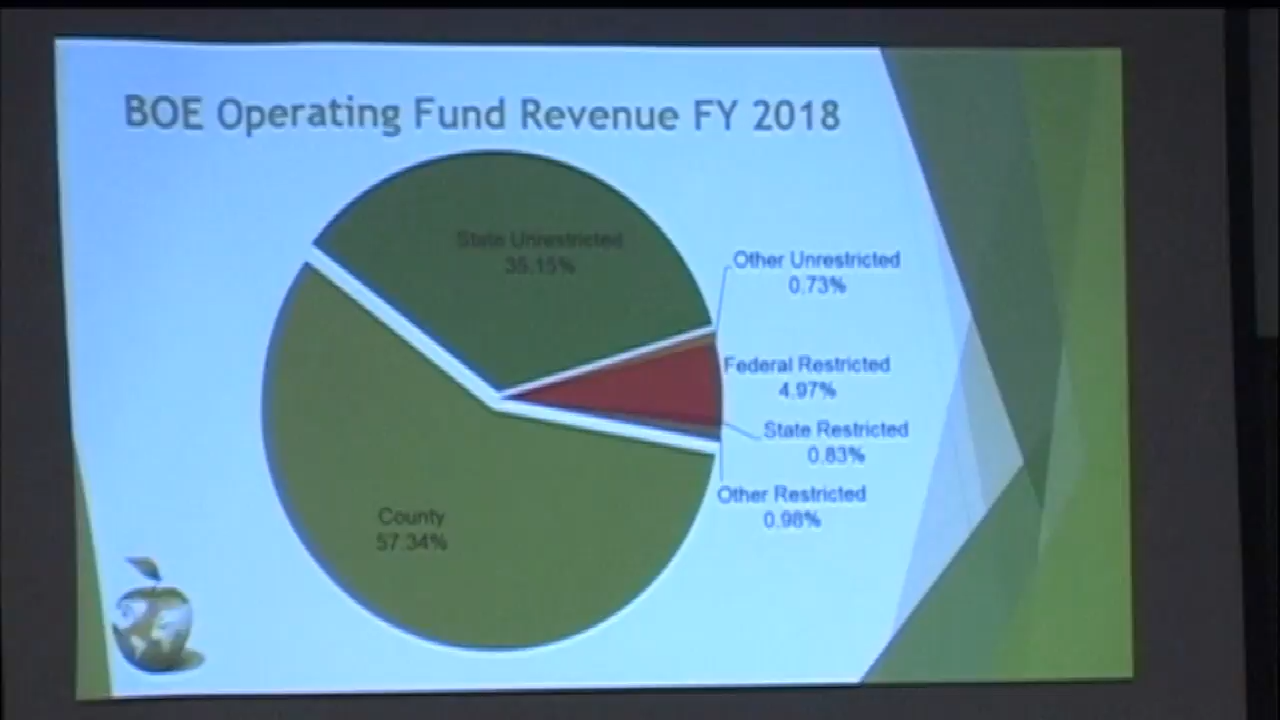 BOE Operating Fund Revenue FY 2018
State Unrestricted
35.15%
Other Unrestricted
0.73%
Federal Restricted
4.97%
State Restricted
0.83%
Other Restricted
0.98%
County
57.34%